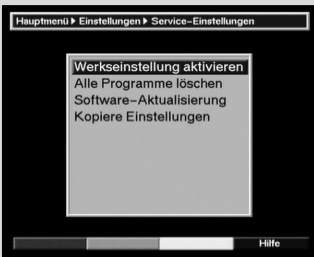 Hauptmenü ▶ Einstellungen ▶ Service-Einstellungen
Werkseinstellung aktivieren
Alle Programme löschen
Software-Aktualisierung
Kopiere Einstellungen
Hilfe